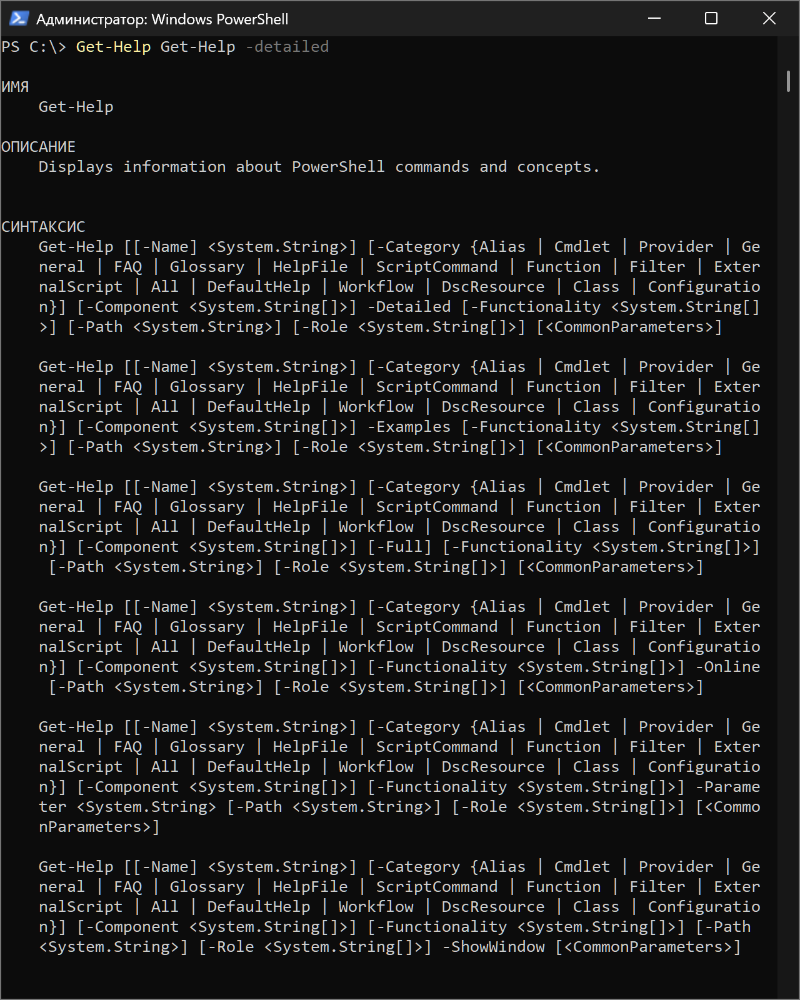 Администратор: Windows PowerShell
PS C:\> Get-Help Get-Help -detailed
ИМЯ
Get-Help
ОПИСАНИЕ
Displays information about PowerShell commands and concepts.
СИНТАКСИС
Get-Help [[-Name] <System.String>] [-Category {Alias | Cmdlet | Provider | Ge
neral | FAQ | Glossary | HelpFile | ScriptCommand | Function | Filter | Exter
nalScript | All | DefaultHelp | Workflow | DscResource | Class | Configuratio
n}] [-Component <System.String[]>] -Detailed [-Functionality <System.String[]
>] [-Path <System.String>] [-Role <System.String[]>] [<CommonParameters>]
Get-Help [[-Name] <System.String>] [-Category {Alias | Cmdlet | Provider | Ge
neral | FAQ | Glossary | HelpFile | ScriptCommand | Function | Filter | Exter
nalScript | All | DefaultHelp | Workflow | DscResource | Class | Configuratio
n}] [-Component <System.String[]>] -Examples [-Functionality <System.String[]
>] [-Path <System.String>] [-Role <System.String[]>] [<CommonParameters>]
Get-Help [[-Name] <System.String>] [-Category {Alias | Cmdlet | Provider | Ge
neral | FAQ | Glossary | HelpFile | ScriptCommand | Function | Filter | Exter
nalScript | All | DefaultHelp | Workflow | DscResource | Class | Configuratio
n}] [-Component <System.String[]>] [-Full] [-Functionality <System.String[]>]
[-Path <System.String>] [-Role <System.String[]>] [<CommonParameters>]
Get-Help [[-Name] <System.String>] [-Category {Alias | Cmdlet | Provider | Ge
neral | FAQ | Glossary | HelpFile | ScriptCommand | Function | Filter | Exter
nalScript | All | DefaultHelp | Workflow | DscResource | Class | Configuratio
n}] [-Component <System.String[]>] [-Functionality <System.String[]>] -Online
[-Path <System.String>] [-Role <System.String[]>] [<CommonParameters>]
Get-Help [[-Name] <System.String>] [-Category {Alias | Cmdlet | Provider | Ge
neral | FAQ | Glossary | HelpFile | ScriptCommand | Function | Filter | Exter
nalScript | All | DefaultHelp | Workflow | DscResource | Class | Configuratio
n}] [-Component <System.String[]>] [-Functionality <System.String[]>] -Parame
ter <System.String> [-Path <System.String>] [-Role <System.String[]>] [<Commo
nParameters>]
Get-Help [[-Name] <System.String>] [-Category {Alias | Cmdlet | Provider | Ge
neral | FAQ | Glossary | HelpFile | ScriptCommand | Function | Filter | Exter
nalScript | All | DefaultHelp | Workflow | DscResource | Class | Configuratio
n}] [-Component <System.String[]>] [-Functionality <System.String[]>] [-Path
<System.String>] [-Role <System.String[]>] -ShowWindow [<CommonParameters>]